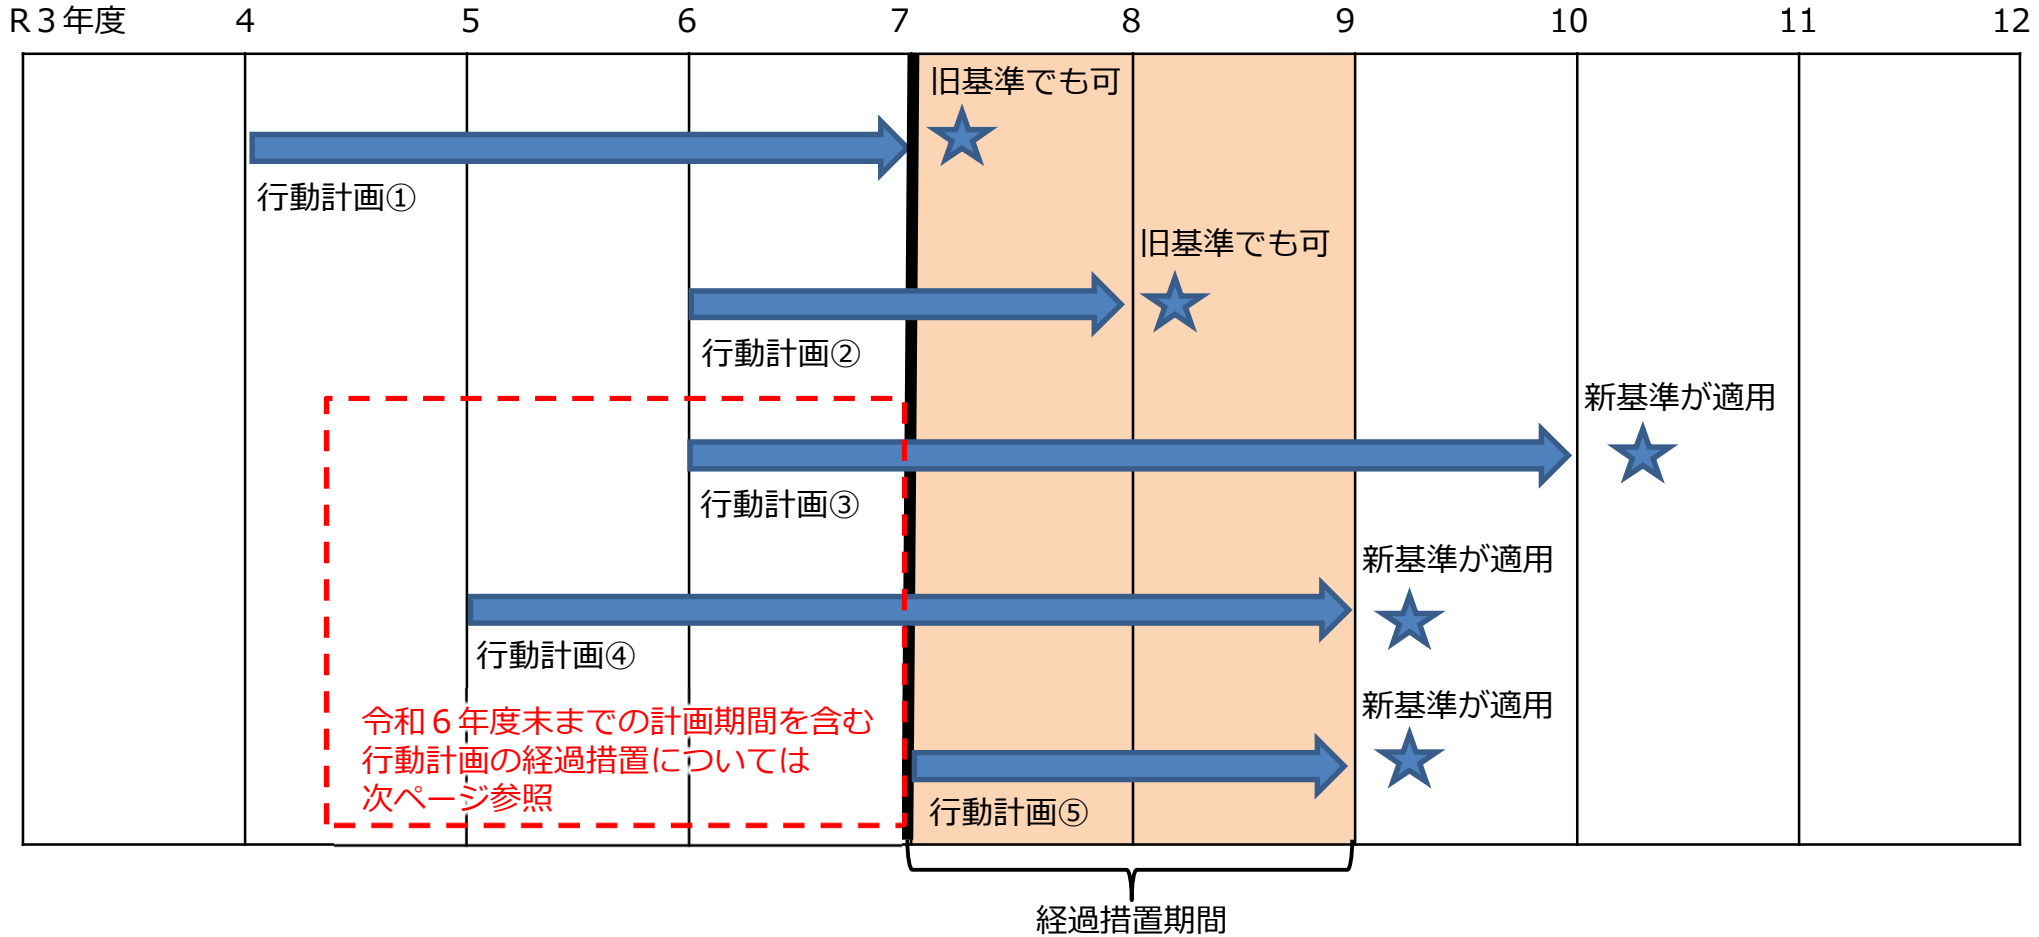 R３年度 4 5 6 7 8 9 10 11 12
旧基準でも可
行動計画①
旧基準でも可
行動計画②
新基準が適用
行動計画③
新基準が適用
行動計画④
新基準が適用
令和６年度末までの計画期間を含む
行動計画の経過措置については
次ページ参照
行動計画⑤
経過措置期間